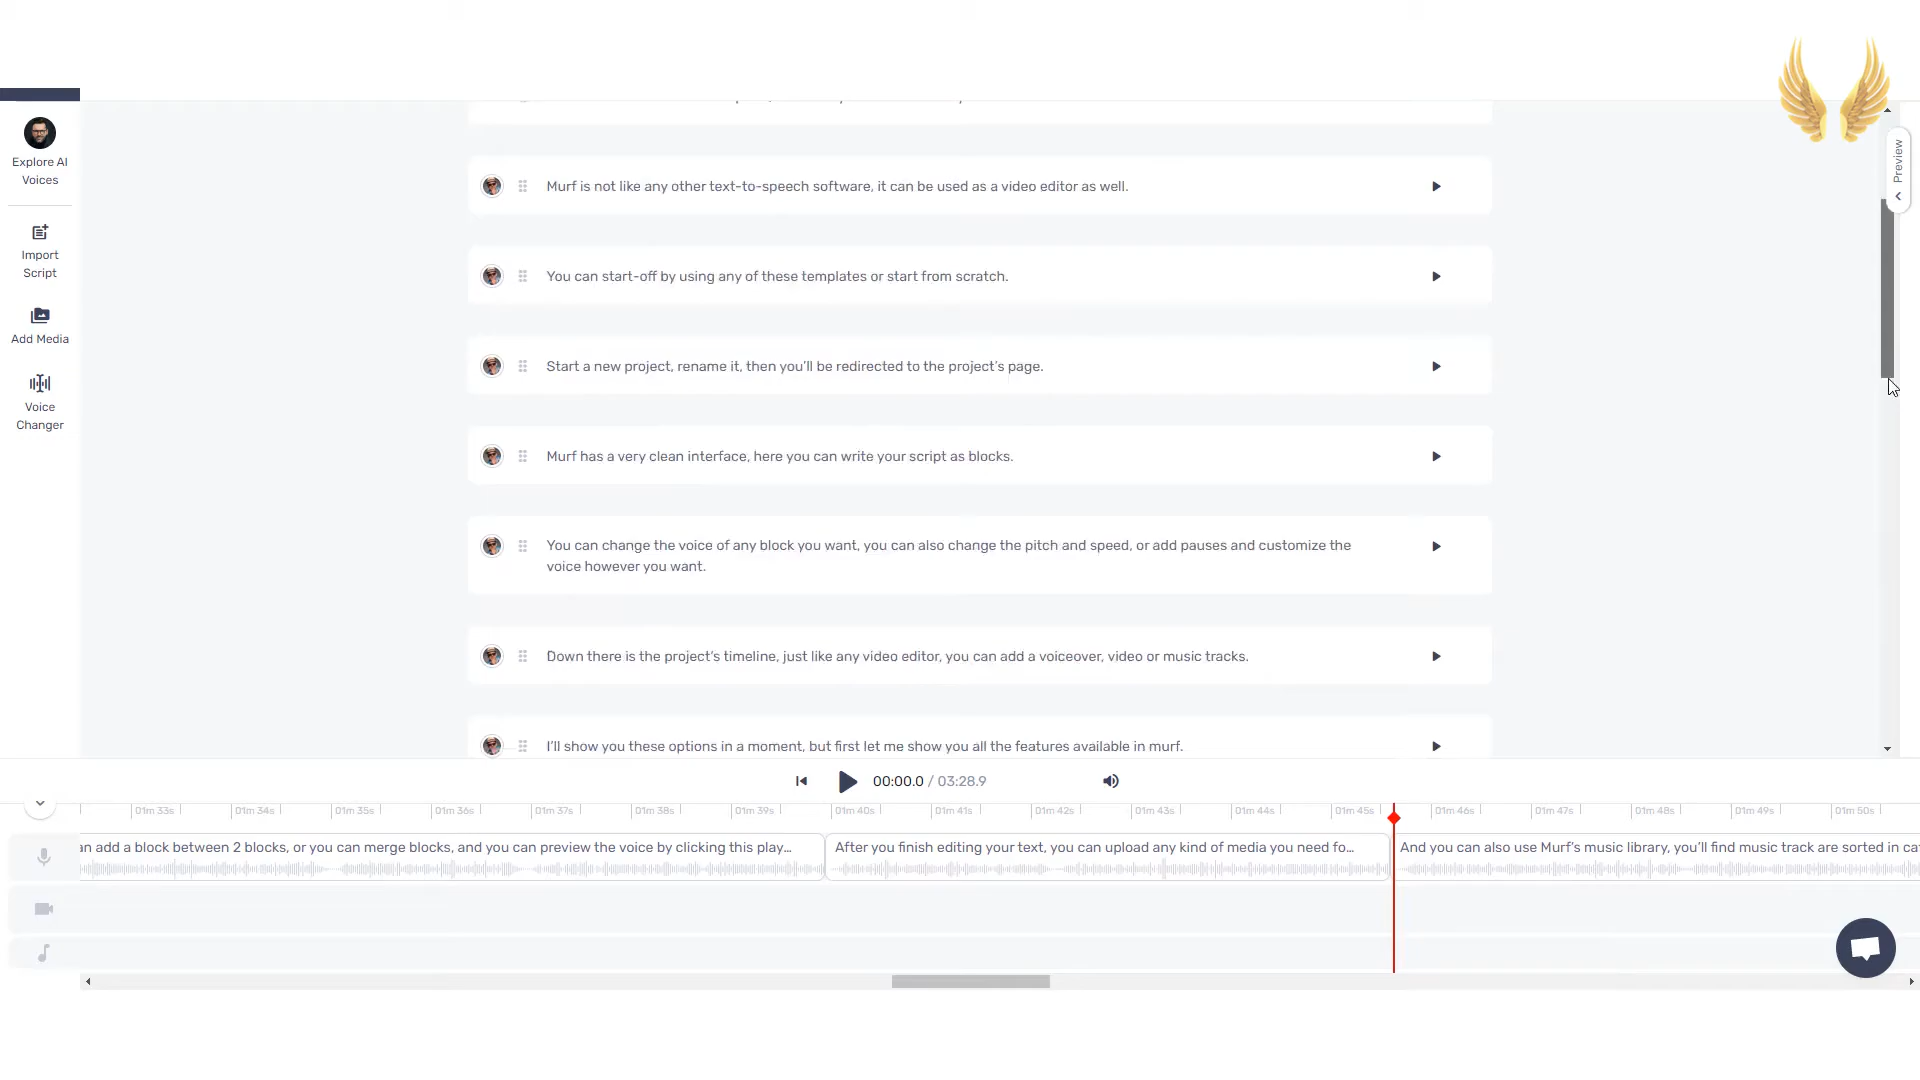 Explore AI
Voices
Import
Script
Add Media
Voice
Changer
Preview
Murf is not like any other text-to-speech software, it can be used as a video editor as well.
You can start-off by using any of these templates or start from scratch.
Start a new project, rename it, then you'll be redirected to the project's page.
Murf has a very clean interface, here you can write your script as blocks.
You can change the voice of any block you want, you can also change the pitch and speed, or add pauses and customize the
voice however you want.
Down there is the project's timeline, just like any video editor, you can add a voiceover, video or music tracks.
I'll show you these options in a moment, but first let me show you all the features available in murf.
00:00.0 / 03:28.9
01m 33s 01m 34s 01m 35s 01m 36s 01m 37s 01m 38s 01m 39s 01m 40s 01m 41s 01m 42s 01m 43s 01m 44s 01m 45s 01m 46s 01m 47s 01m 48s 01m 49s 01m 50s
an add a block between 2 blocks, or you can merge blocks, and you can preview the voice by clicking this play... After you finish editing your text, you can upload any kind of media you need fo... And you can also use Murf's music library, you'll find music track are sorted in ca